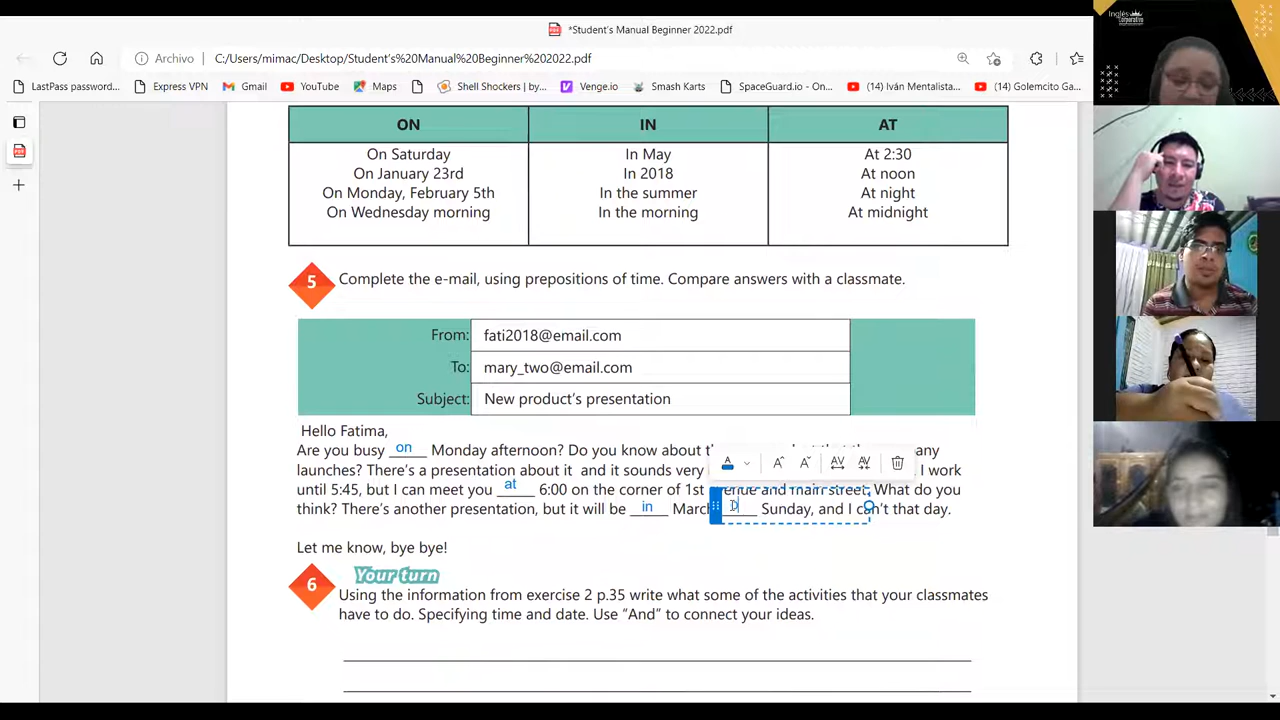 *Student's Manual Beginner 2022.pdf
Archivo C:/Users/mimac/Desktop/Student's%20Manual%20Beginner%202022.pdf
LastPass password... Express VPN Gmail YouTube Maps Shell Shockers | by... Venge.io Smash Karts SpaceGuard.io - On... (14) Iván Mentalista... (14) Golemcito Ga...
Inglés
Corporativo
ON IN AT
On Saturday In May At 2:30
On January 23rd In 2018 At noon
On Monday, February 5th In the summer At night
On Wednesday morning In the morning At midnight
5 Complete the e-mail, using prepositions of time. Compare answers with a classmate.
From: fati2018@email.com
To: mary_two@email.com
Subject: New product's presentation
Hello Fatima,
Are you busy on Monday afternoon? Do you know about any
launches? There's a presentation about it and it sounds very I work
until 5:45, but I can meet you at 6:00 on the corner of 1st avenue and main street. What do you
think? There's another presentation, but it will be in March Sunday, and I can't that day.
Let me know, bye bye!
6 Your turn
Using the information from exercise 2 p.35 write what some of the activities that your classmates
have to do. Specifying time and date. Use “And” to connect your ideas.